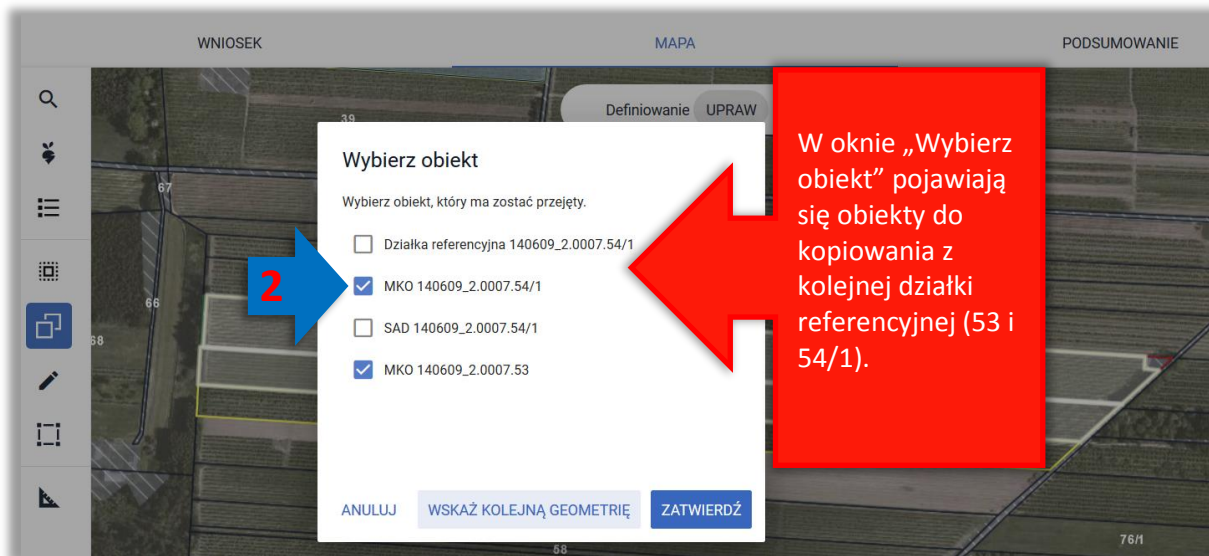 WNIOSEK MAPA PODSUMOWANIE
39
Definiowanie UPRAW
67
66
68
Wybierz obiekt
Wybierz obiekt, który ma zostać przejęty.
Działka referencyjna 140609_2.0007.54/1
MKO 140609_2.0007.54/1
SAD 140609_2.0007.54/1
MKO 140609_2.0007.53
ANULUJ WSKAŻ KOLEJNĄ GEOMETRIĘ ZATWIERDŹ
2
W oknie „Wybierz
obiekt” pojawiają
się obiekty do
kopiowania z
kolejnej działki
referencyjnej (53 i
54/1).
58
76/1